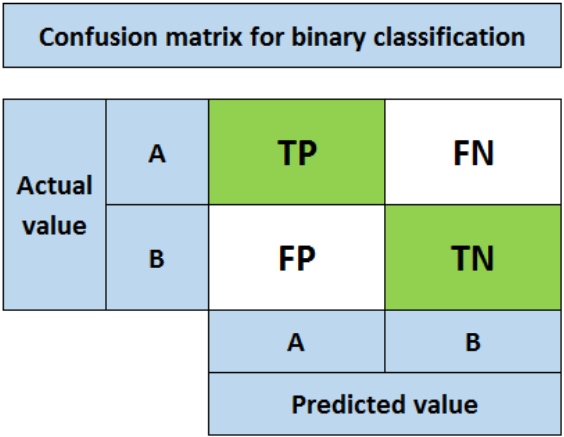 Confusion matrix for binary classification
Actual
value
A
TP
FN
B
FP
TN
A
B
Predicted value